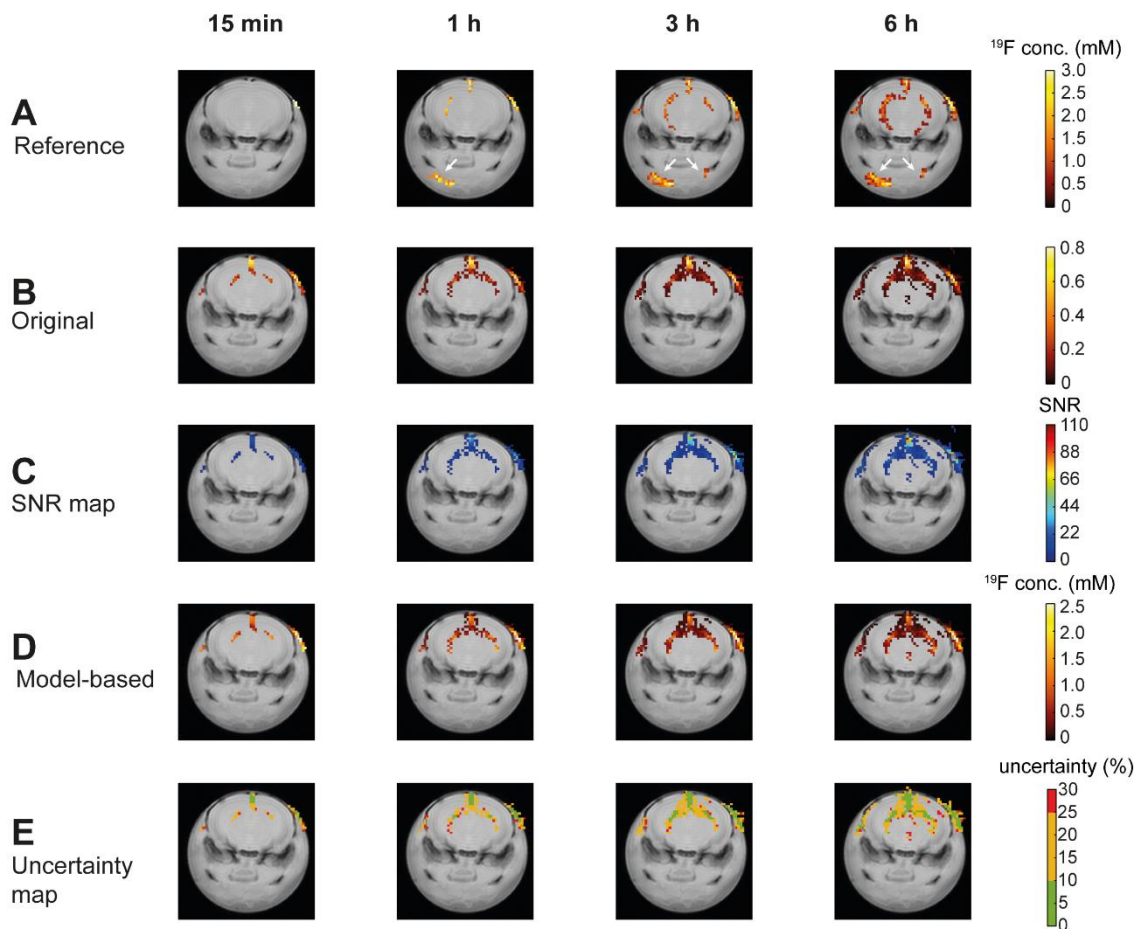 15 min 1 h 3 h 6 h
¹⁹F conc. (mM)
A
Reference
3.0
2.5
2.0
1.5
1.0
0.5
0
B
Original
0.8
0.6
0.4
0.2
0
SNR
C
SNR map
110
88
66
44
22
0
¹⁹F conc. (mM)
D
Model-based
2.5
2.0
1.5
1.0
0.5
0
uncertainty (%)
E
Uncertainty
map
30
25
20
15
10
5
0